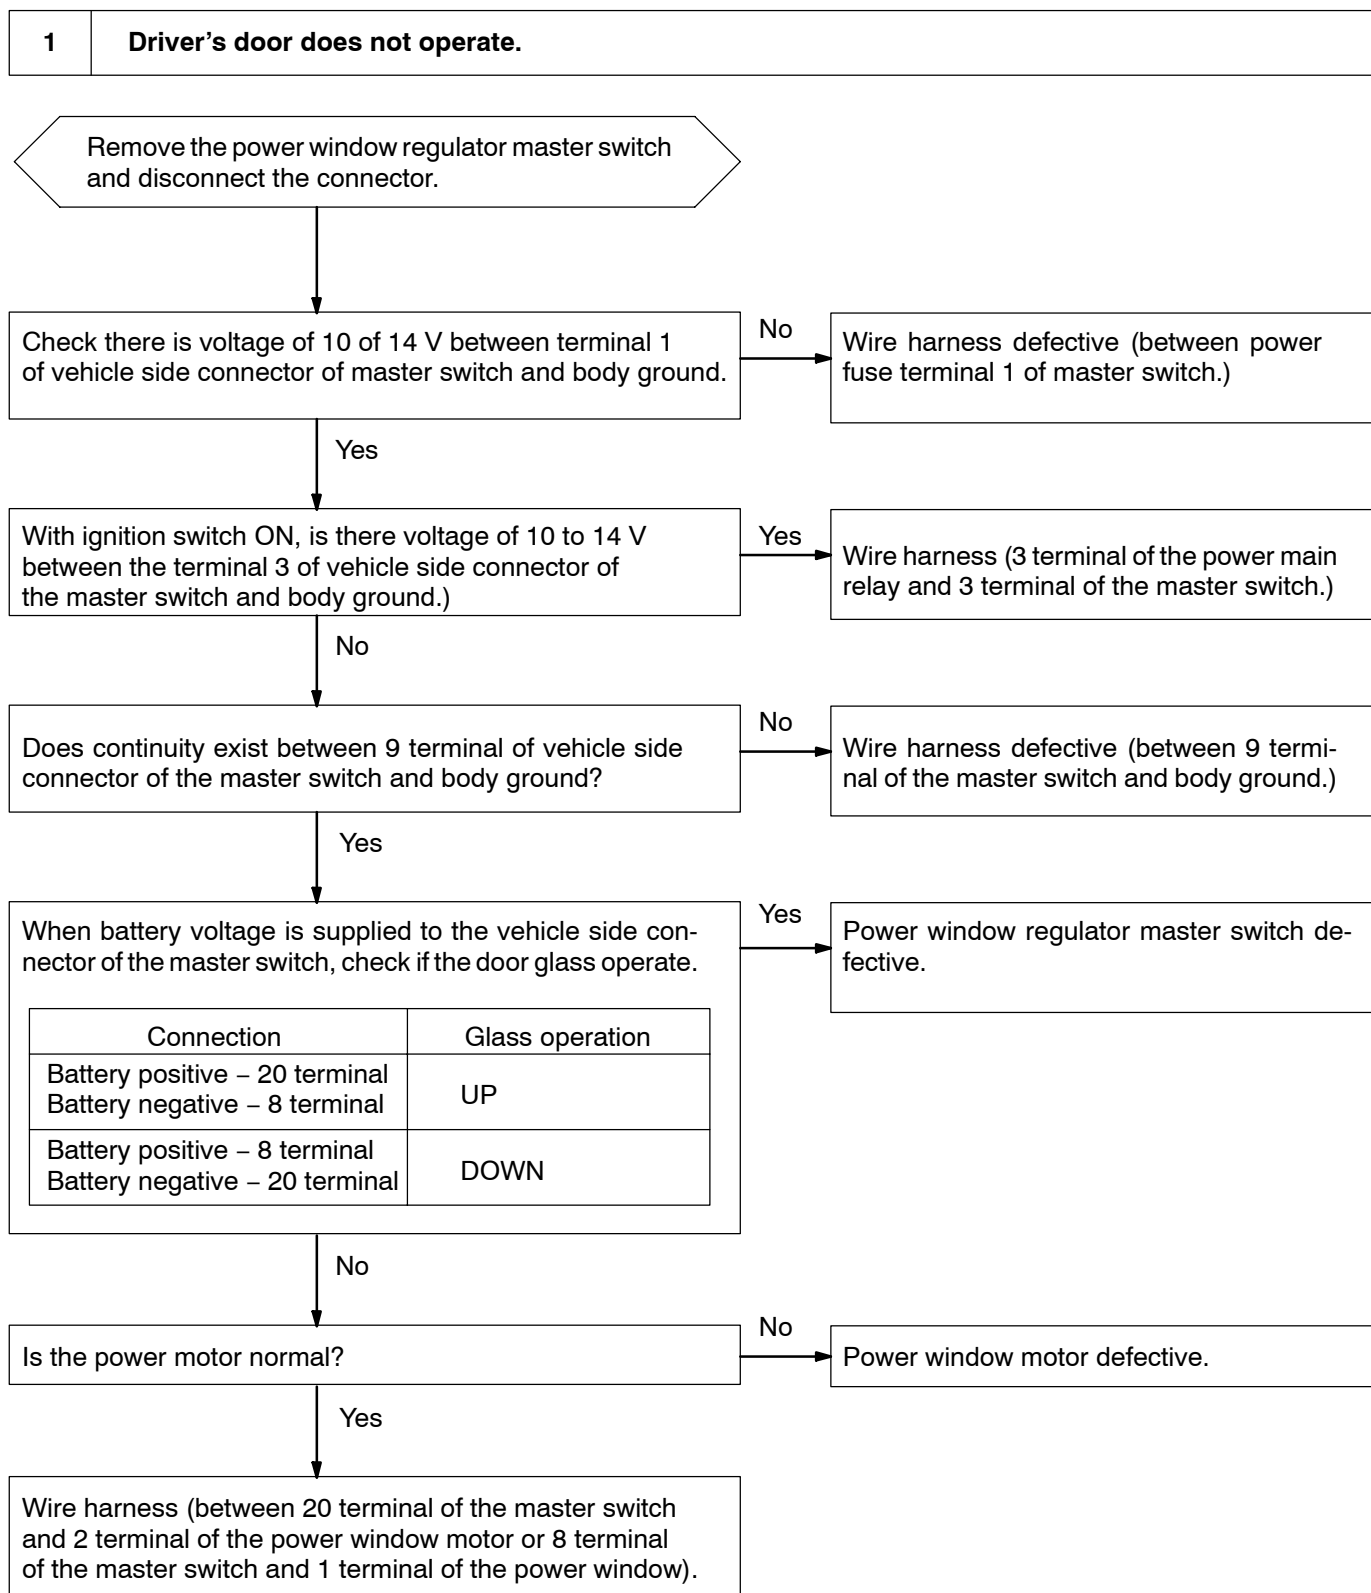 1 Driver's door does not operate.
Remove the power window regulator master switch
and disconnect the connector.
Check there is voltage of 10 of 14 V between terminal 1
of vehicle side connector of master switch and body ground.
No
Wire harness defective (between power
fuse terminal 1 of master switch.)
Yes
With ignition switch ON, is there voltage of 10 to 14 V
between the terminal 3 of vehicle side connector of
the master switch and body ground.)
Yes
Wire harness (3 terminal of the power main
relay and 3 terminal of the master switch.)
No
Does continuity exist between 9 terminal of vehicle side
connector of the master switch and body ground?
No
Wire harness defective (between 9 termi-
nal of the master switch and body ground.)
Yes
When battery voltage is supplied to the vehicle side con-
nector of the master switch, check if the door glass operate.
Yes
Power window regulator master switch de-
fective.
Connection Glass operation
Battery positive – 20 terminal
Battery negative – 8 terminal
UP
Battery positive – 8 terminal
Battery negative – 20 terminal
DOWN
No
Is the power motor normal?
No
Power window motor defective.
Yes
Wire harness (between 20 terminal of the master switch
and 2 terminal of the power window motor or 8 terminal
of the master switch and 1 terminal of the power window).